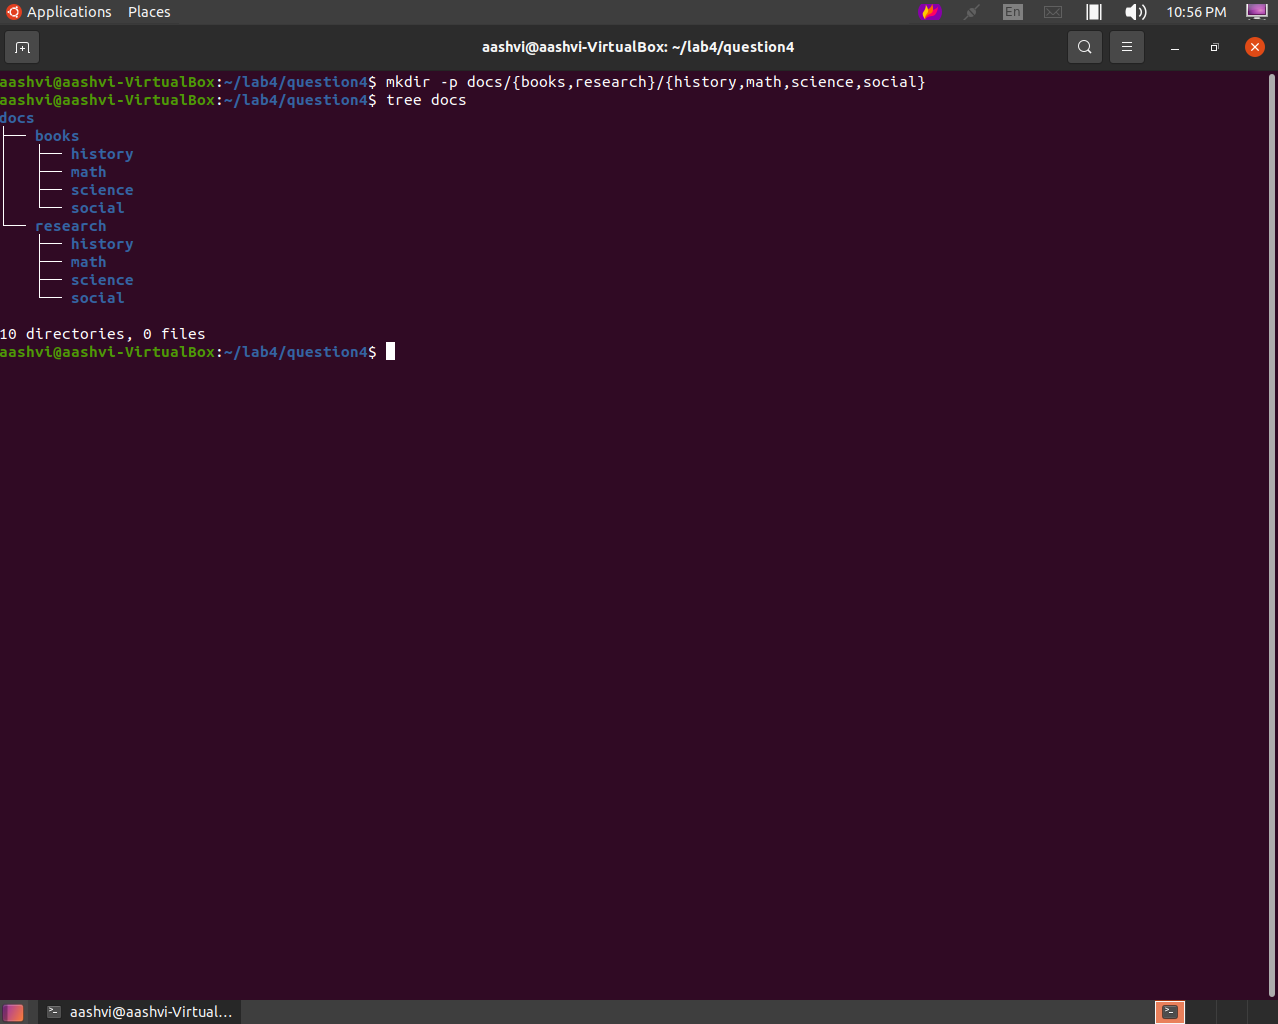 Applications Places En 10:56 PM
aashvi@aashvi-VirtualBox: ~/lab4/question4
aashvi@aashvi-VirtualBox:~/lab4/question4$ mkdir -p docs/{books,research}/{history,math,science,social}
aashvi@aashvi-VirtualBox:~/lab4/question4$ tree docs
docs
├── books
│   ├── history
│   ├── math
│   ├── science
│   └── social
└── research
    ├── history
    ├── math
    ├── science
    └── social

10 directories, 0 files
aashvi@aashvi-VirtualBox:~/lab4/question4$
aashvi@aashvi-Virtual...